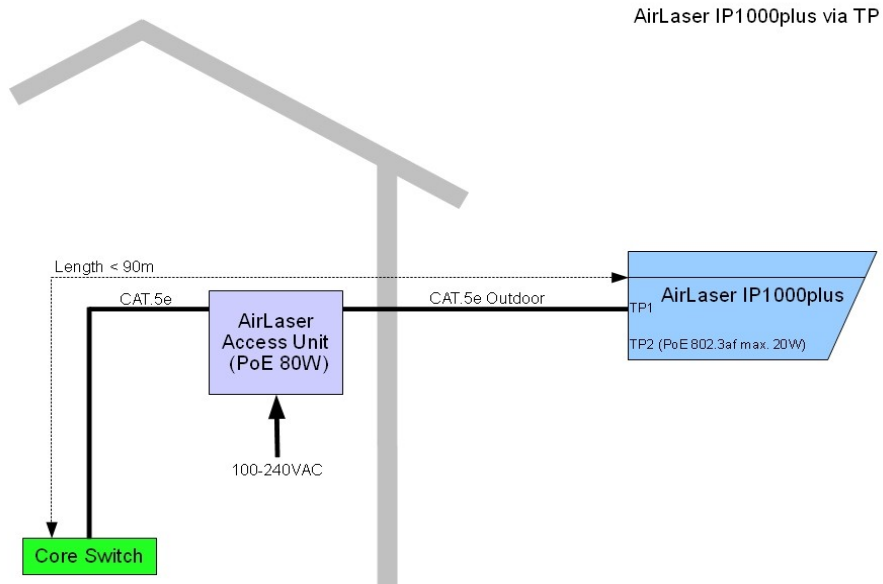 AirLaser IP1000plus via TP
Length < 90m
CAT.5e
CAT.5e Outdoor
AirLaser
Access Unit
(PoE 80W)
100-240VAC
AirLaser IP1000plus
TP1
TP2 (PoE 802.3af max. 20W)
Core Switch